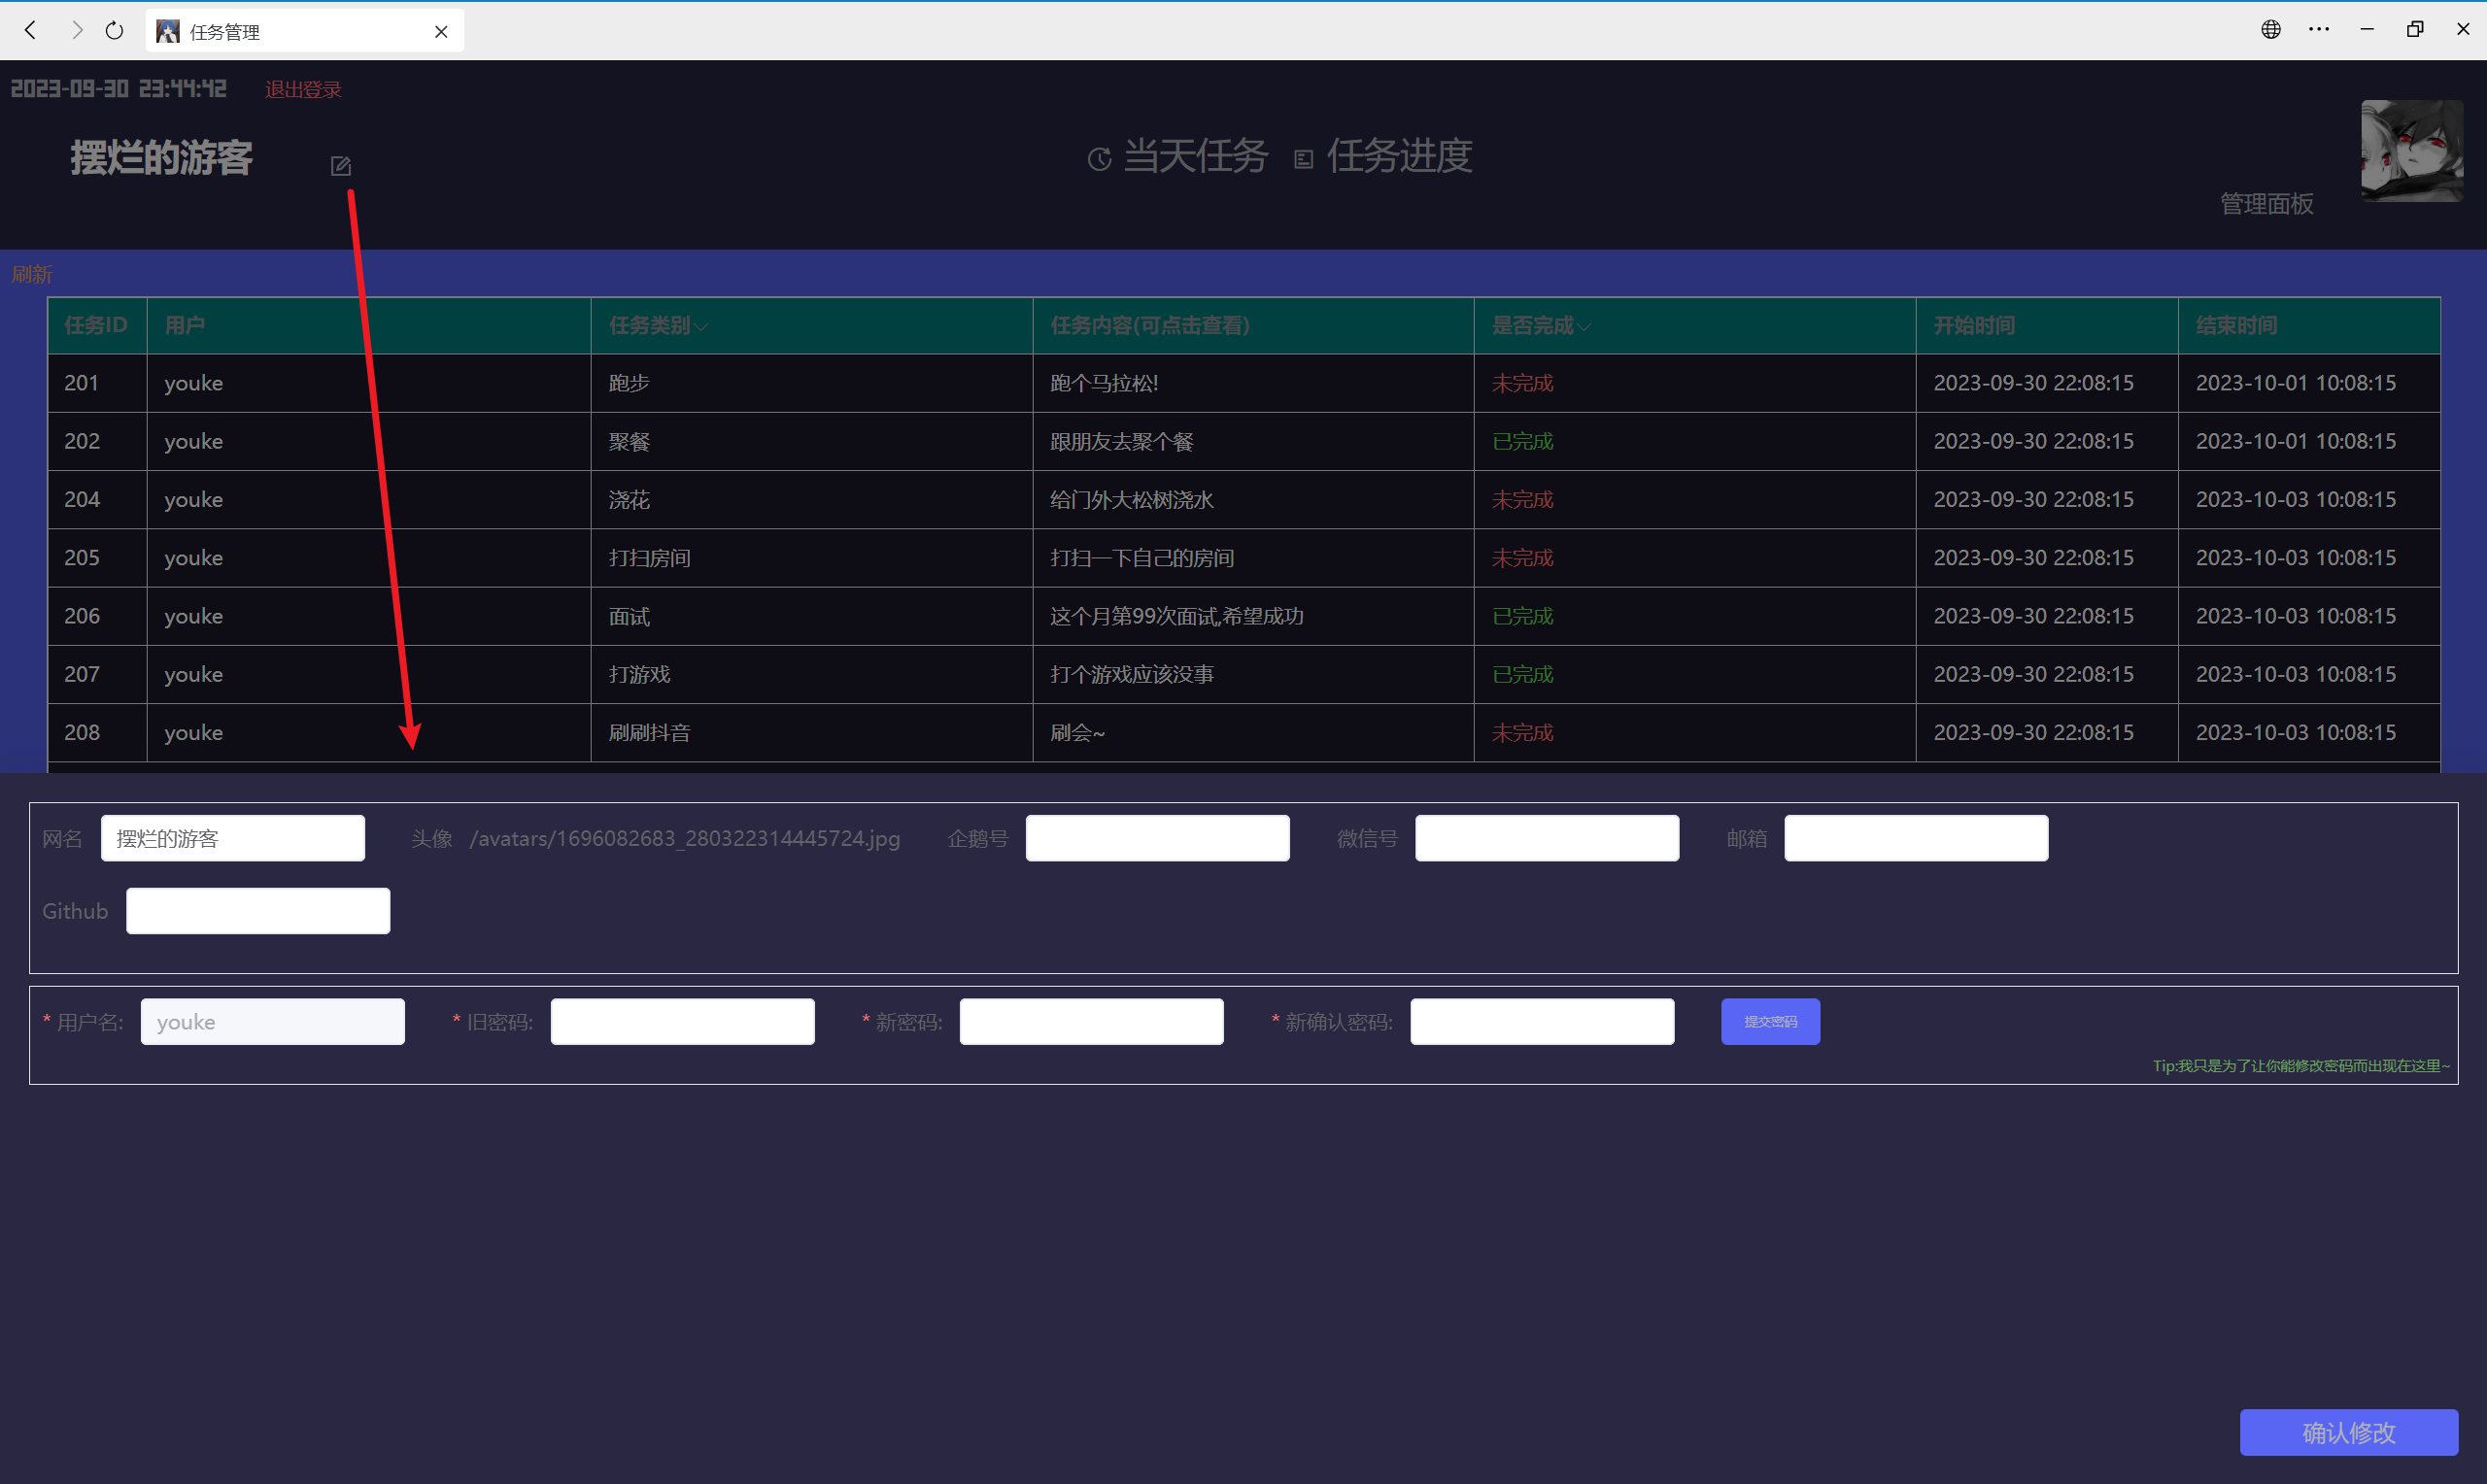 任务管理
2023-09-30 23:44:42 退出登录
摆烂的游客 当天任务 任务进度
管理面板
刷新
任务ID 用户 任务类别 任务内容(可点击查看) 是否完成 开始时间 结束时间
201 youke 跑步 跑个马拉松! 未完成 2023-09-30 22:08:15 2023-10-01 10:08:15
202 youke 聚餐 跟朋友去聚个餐 已完成 2023-09-30 22:08:15 2023-10-01 10:08:15
204 youke 浇花 给门外大松树浇水 未完成 2023-09-30 22:08:15 2023-10-03 10:08:15
205 youke 打扫房间 打扫一下自己的房间 未完成 2023-09-30 22:08:15 2023-10-03 10:08:15
206 youke 面试 这个月第99次面试,希望成功 已完成 2023-09-30 22:08:15 2023-10-03 10:08:15
207 youke 打游戏 打个游戏应该没事 已完成 2023-09-30 22:08:15 2023-10-03 10:08:15
208 youke 刷刷抖音 刷会~ 未完成 2023-09-30 22:08:15 2023-10-03 10:08:15
网名 摆烂的游客 头像 /avatars/1696082683_280322314445724.jpg 企鹅号 微信号 邮箱
Github
* 用户名: youke * 旧密码: * 新密码: * 新确认密码: 提交密码
Tip:我只是为了让你能修改密码而出现在这里~
确认修改